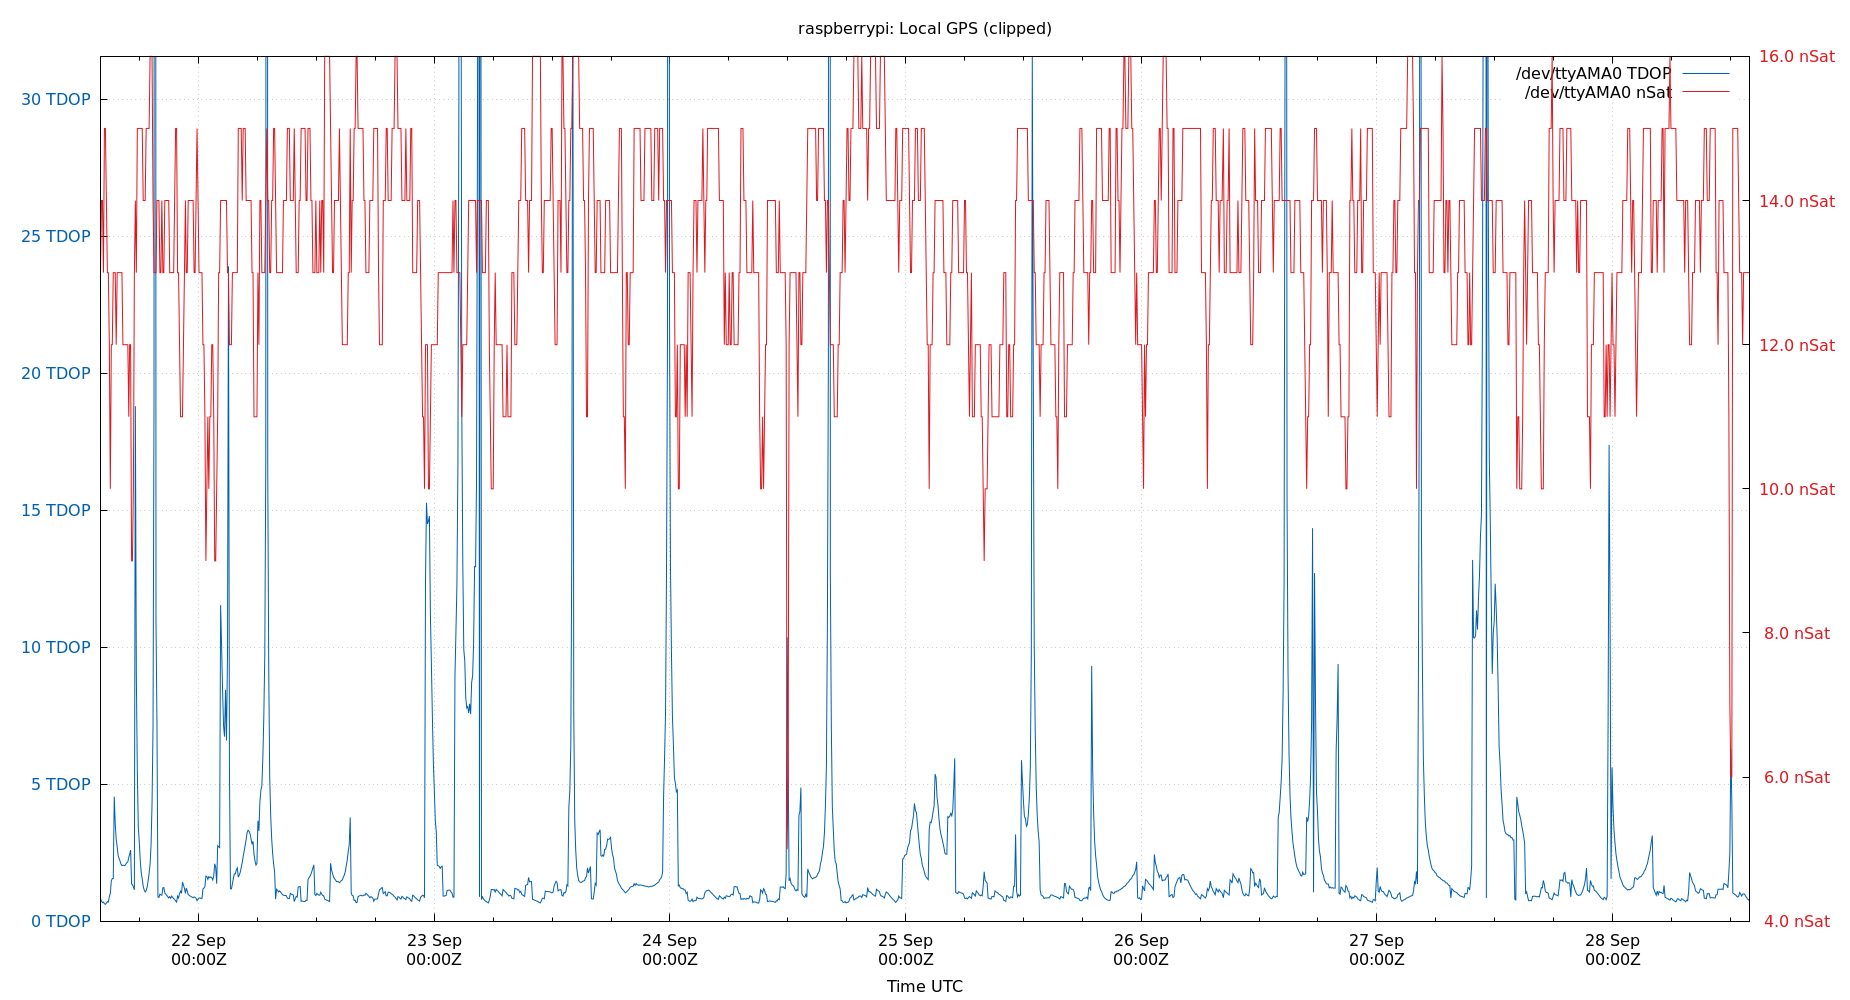 raspberrypi: Local GPS (clipped)
/dev/ttyAMA0 TDOP
/dev/ttyAMA0 nSat
30 TDOP
25 TDOP
20 TDOP
15 TDOP
10 TDOP
5 TDOP
0 TDOP
16.0 nSat
14.0 nSat
12.0 nSat
10.0 nSat
8.0 nSat
6.0 nSat
4.0 nSat
22 Sep
00:00Z
23 Sep
00:00Z
24 Sep
00:00Z
25 Sep
00:00Z
26 Sep
00:00Z
27 Sep
00:00Z
28 Sep
00:00Z
Time UTC